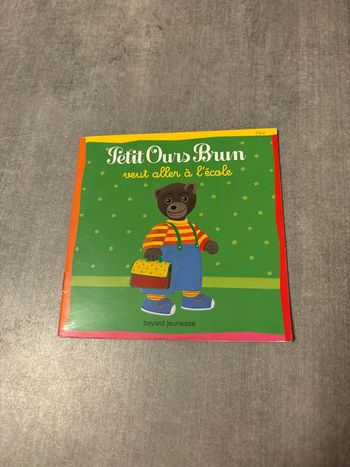 Petit Ours Brun
veut aller à l'école
bayard jeunesse